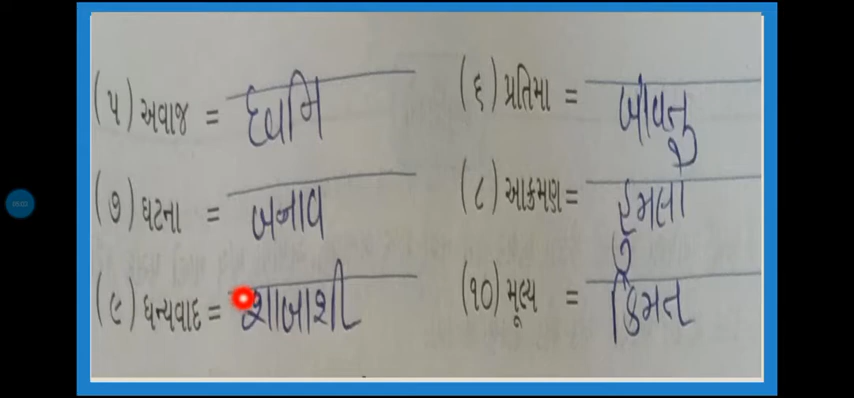 (૫) અવાજ = ધ્વનિ (૬) પ્રતિમા = બાવલુ
(૭) ઘટના = બનાવ (૮) આક્રમણ = હુમલો
(૯) ધન્યવાદ = શાબાશી (૧૦) મૂલ્ય = કિંમત